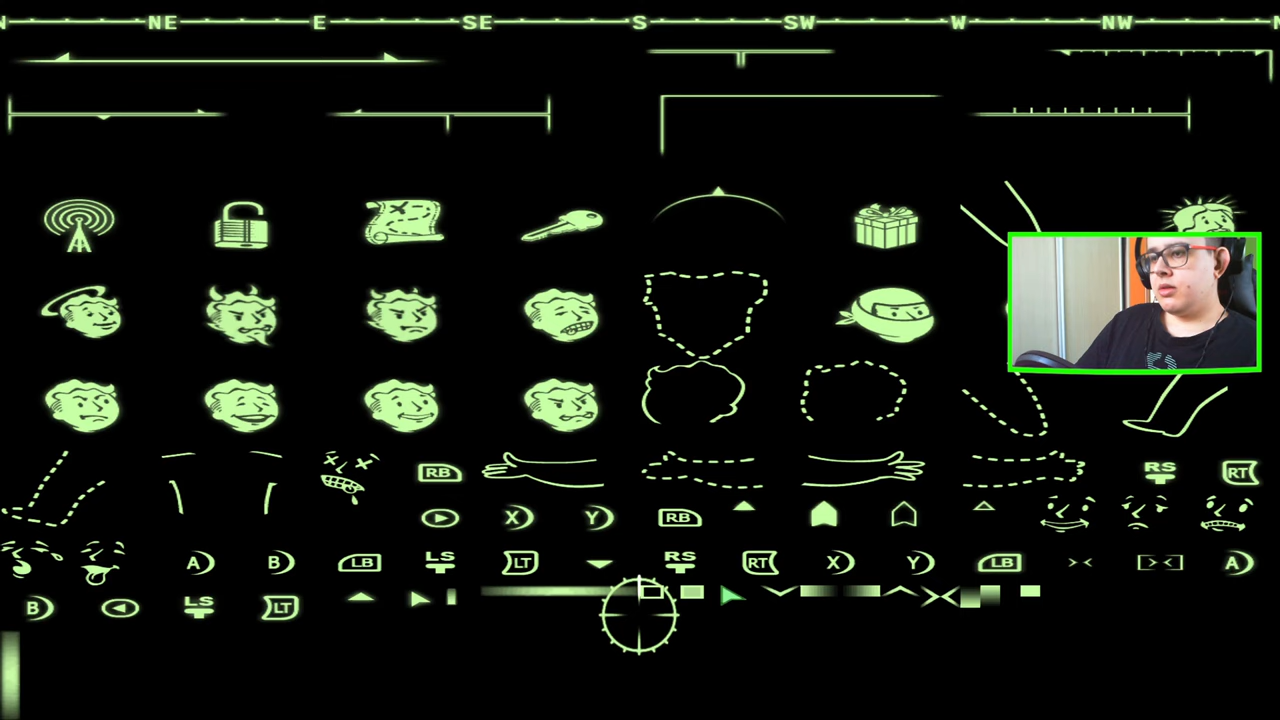 N NE E SE S SW W NW N
RB RS RT
X Y RB
A B LB LS LT RS RT X Y LB A
B LS LT